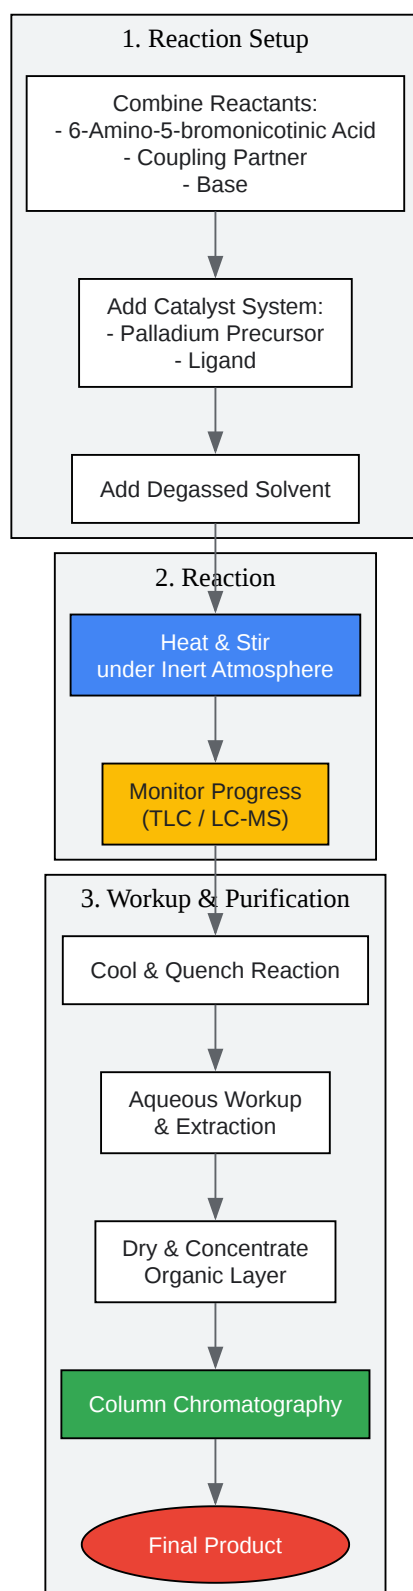 1. Reaction Setup
Combine Reactants:
- 6-Amino-5-bromonicotinic Acid
- Coupling Partner
- Base
Add Catalyst System:
- Palladium Precursor
- Ligand
Add Degassed Solvent
2. Reaction
Heat & Stir
under Inert Atmosphere
Monitor Progress
(TLC / LC-MS)
3. Workup & Purification
Cool & Quench Reaction
Aqueous Workup
& Extraction
Dry & Concentrate
Organic Layer
Column Chromatography
Final Product